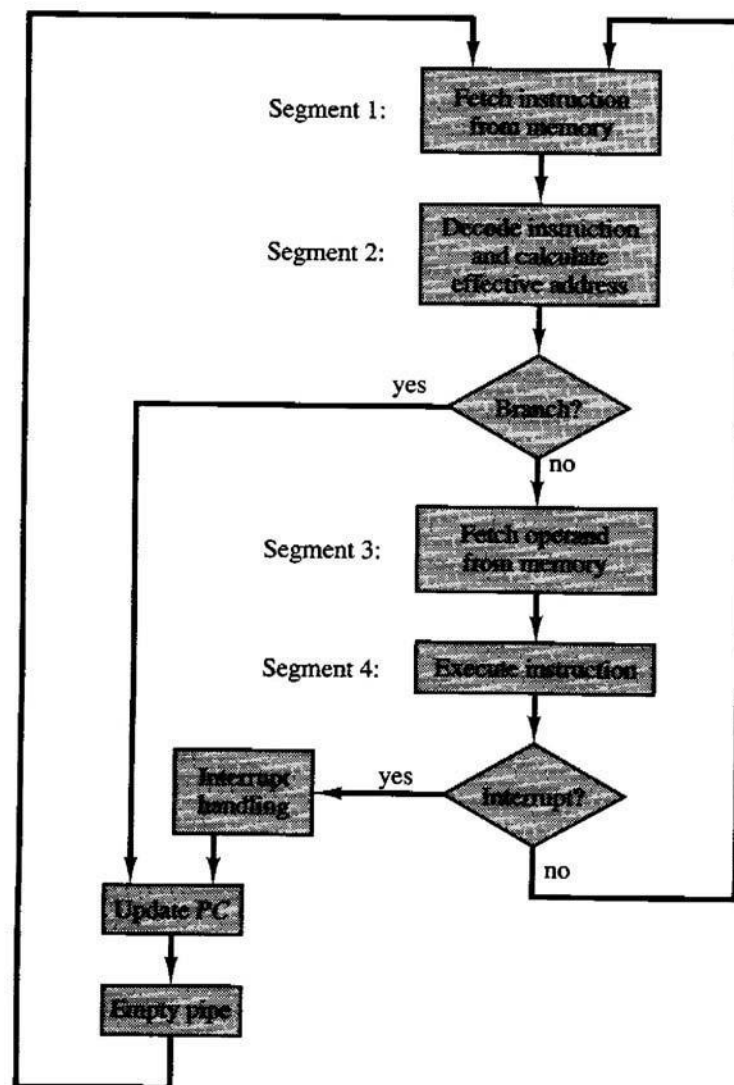 Segment 1:
Fetch instruction
from memory
Segment 2:
Decode instruction
and calculate
effective address
yes
Branch?
no
Segment 3:
Fetch operand
from memory
Segment 4:
Execute instruction
Interrupt
handling
yes
Interrupt?
no
Update PC
Empty pipe